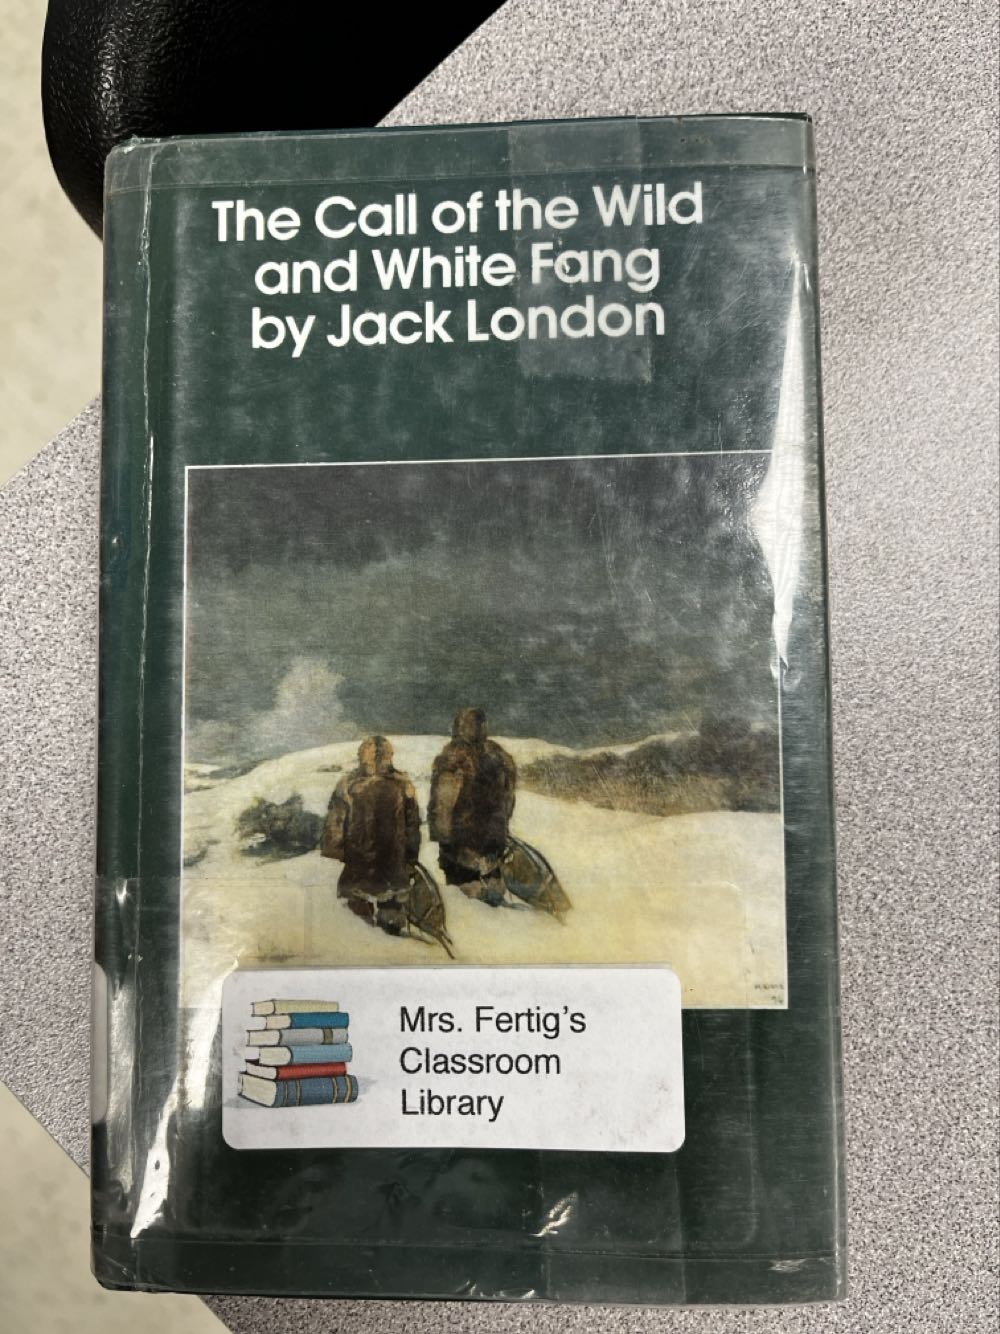 The Call of the Wild
and White Fang
by Jack London
Mrs. Fertig's
Classroom
Library